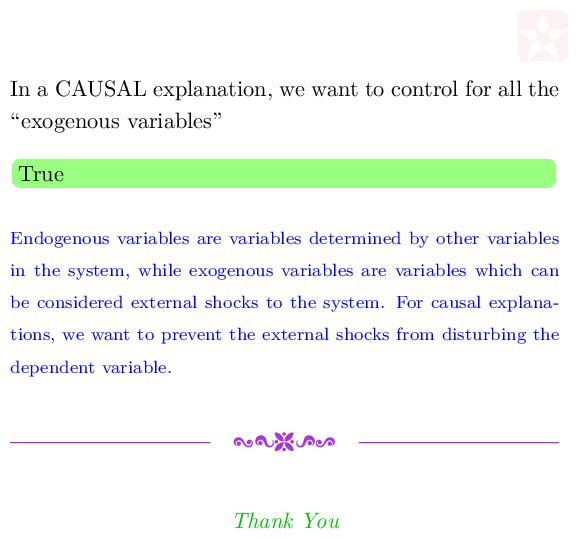 In a CAUSAL explanation, we want to control for all the
“exogenous variables”
True
Endogenous variables are variables determined by other variables
in the system, while exogenous variables are variables which can
be considered external shocks to the system. For causal explana-
tions, we want to prevent the external shocks from disturbing the
dependent variable.
Thank You